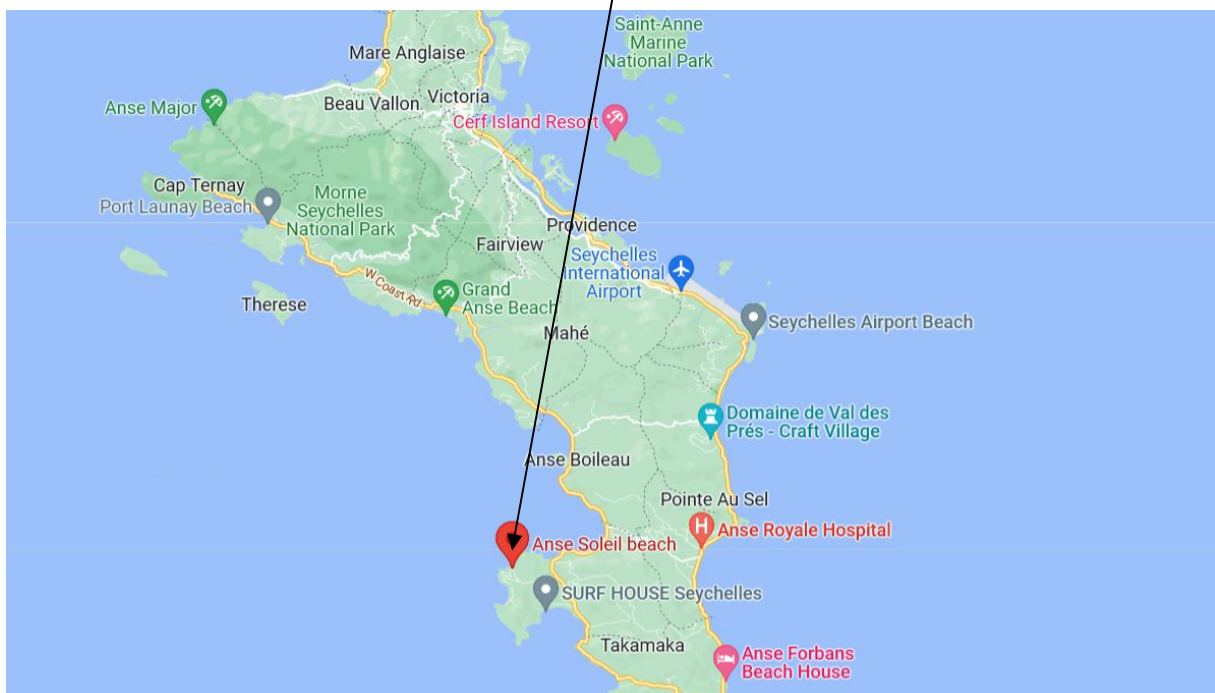 Saint-Anne
Marine
National Park
Mare Anglaise
Anse Major
Beau Vallon
Victoria
Cerf Island Resort
Cap Ternay
Port Launay Beach
Morne
Seychelles
National Park
Providence
Fairview
Seychelles
International
Airport
W Coast Rd
Therese
Grand
Anse Beach
Mahé
Seychelles Airport Beach
Domaine de Val des
Prés - Craft Village
Anse Boileau
Pointe Au Sel
H
Anse Royale Hospital
Anse Soleil beach
SURF HOUSE Seychelles
Takamaka
Anse Forbans
Beach House